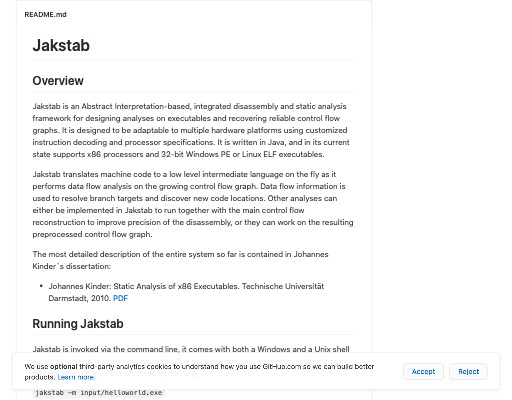 README.md
Jakstab
Overview
Jakstab is an Abstract Interpretation-based, integrated disassembly and static analysis
framework for designing analyses on executables and recovering reliable control flow
graphs. It is designed to be adaptable to multiple hardware platforms using customized
instruction decoding and processor specifications. It is written in Java, and in its current
state supports x86 processors and 32-bit Windows PE or Linux ELF executables.
Jakstab translates machine code to a low level intermediate language on the fly as it
performs data flow analysis on the growing control flow graph. Data flow information is
used to resolve branch targets and discover new code locations. Other analyses can
either be implemented in Jakstab to run together with the main control flow
reconstruction to improve precision of the disassembly, or they can work on the resulting
preprocessed control flow graph.
The most detailed description of the entire system so far is contained in Johannes
Kinder`s dissertation:
• Johannes Kinder: Static Analysis of x86 Executables. Technische Universität
Darmstadt, 2010. PDF
Running Jakstab
Jakstab is invoked via the command line, it comes with both a Windows and a Unix shell
We use optional third-party analytics cookies to understand how you use GitHub.com so we can build better
products. Learn more.
Accept
Reject
jakstab -m input/helloworld.exe